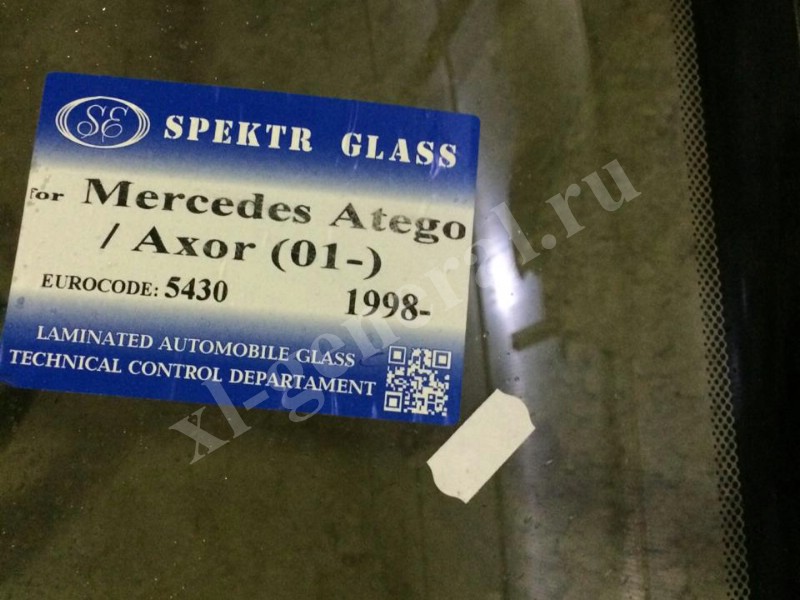 SE SPEKTR GLASS
for Mercedes Atego
/ Axor (01-)
EUROCODE: 5430 1998-
LAMINATED AUTOMOBILE GLASS
TECHNICAL CONTROL DEPARTAMENT
xl-general.ru